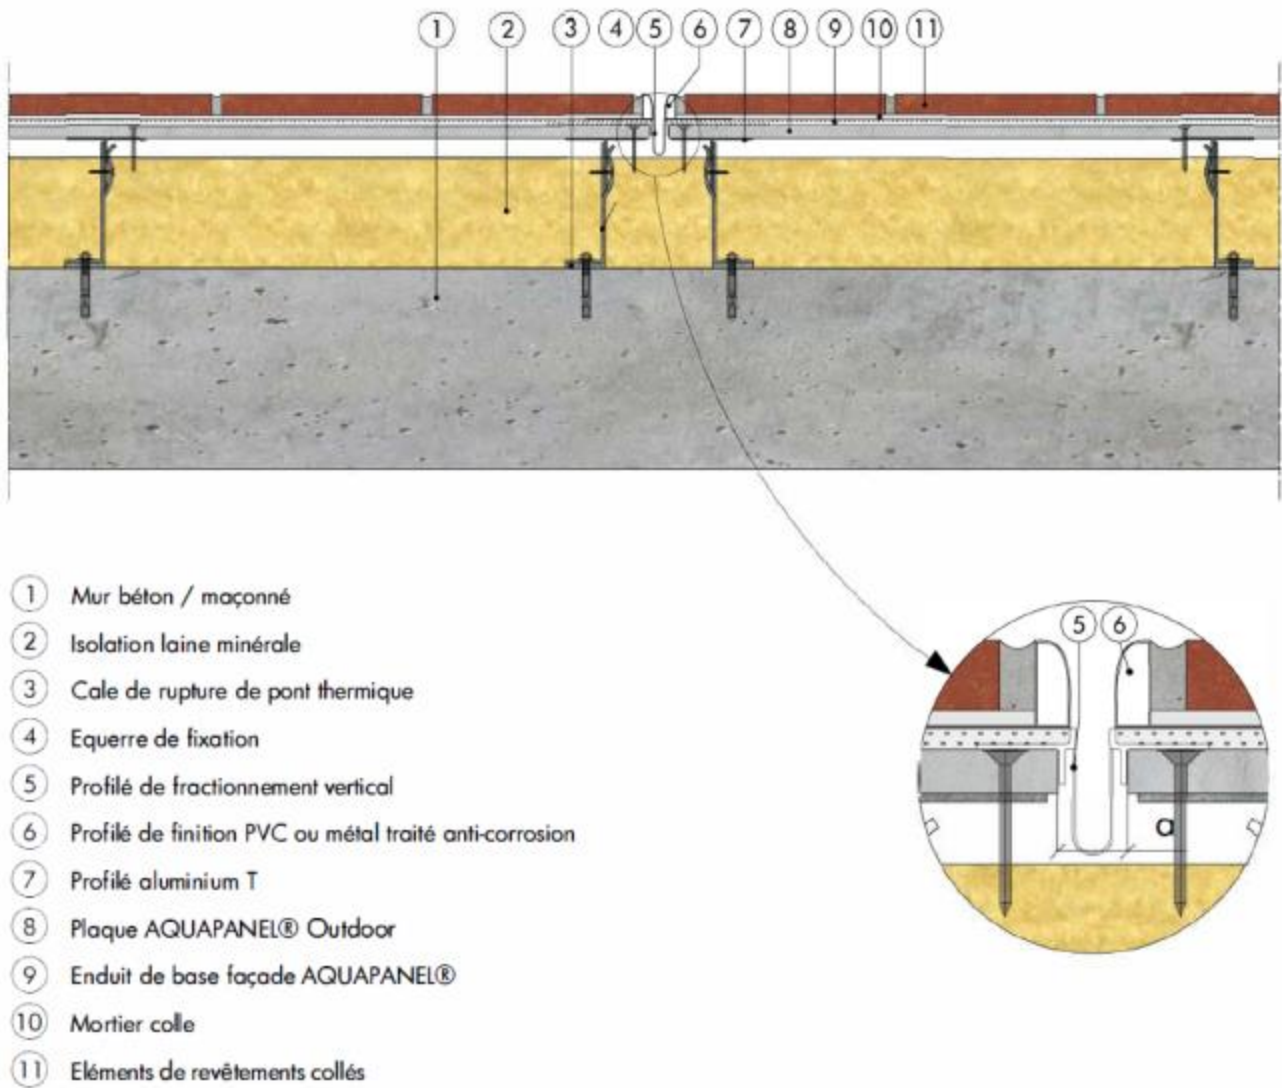 1 2 3 4 5 6 7 8 9 10 11
1 Mur béton / maçonné
2 Isolation laine minérale
3 Cale de rupture de pont thermique
4 Equerre de fixation
5 Profilé de fractionnement vertical
6 Profilé de finition PVC ou métal traité anti-corrosion
7 Profilé aluminium T
8 Plaque AQUAPANEL® Outdoor
9 Enduit de base façade AQUAPANEL®
10 Mortier colle
11 Eléments de revêtements collés
5 6
a